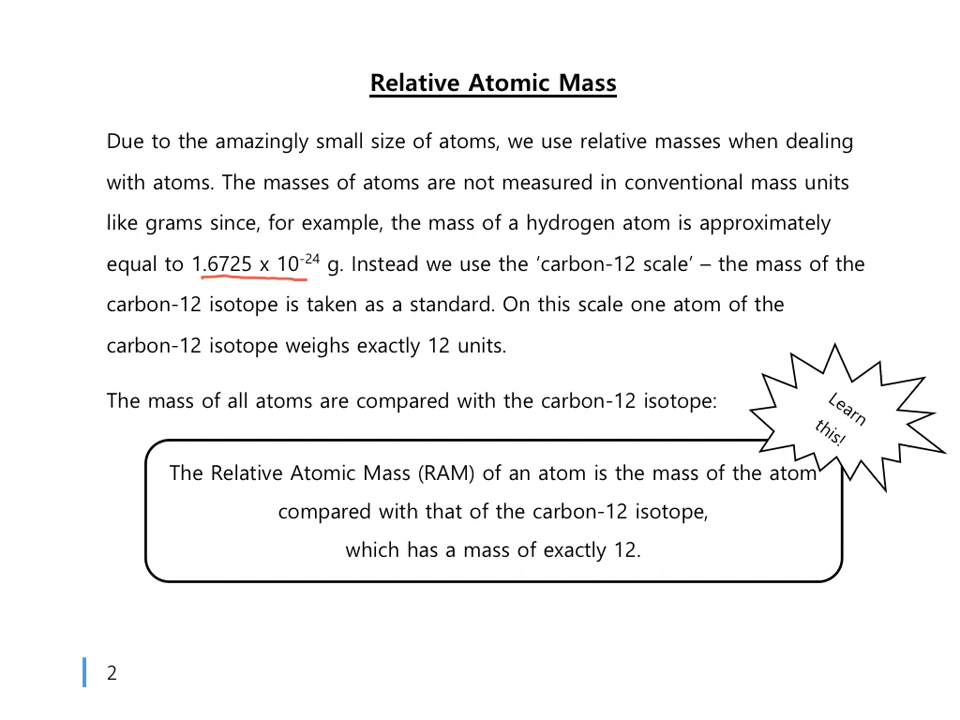 Relative Atomic Mass
Due to the amazingly small size of atoms, we use relative masses when dealing
with atoms. The masses of atoms are not measured in conventional mass units
like grams since, for example, the mass of a hydrogen atom is approximately
equal to 1.6725 x 10⁻²⁴ g. Instead we use the ‘carbon-12 scale’ – the mass of the
carbon-12 isotope is taken as a standard. On this scale one atom of the
carbon-12 isotope weighs exactly 12 units.
The mass of all atoms are compared with the carbon-12 isotope:
Learn
this!
The Relative Atomic Mass (RAM) of an atom is the mass of the atom
compared with that of the carbon-12 isotope,
which has a mass of exactly 12.
2